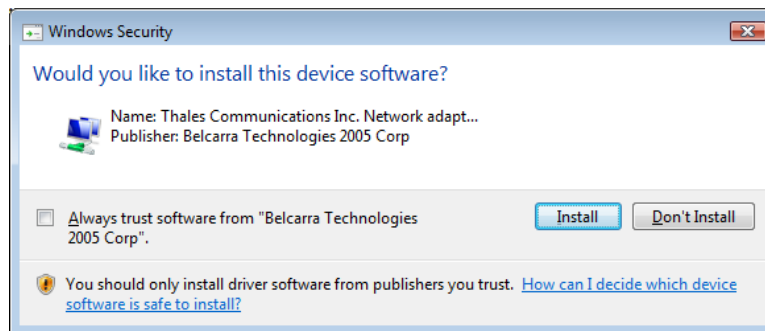 Windows Security
Would you like to install this device software?
Name: Thales Communications Inc. Network adapt...
Publisher: Belcarra Technologies 2005 Corp
Always trust software from "Belcarra Technologies
2005 Corp".
Install
Don't Install
You should only install driver software from publishers you trust. How can I decide which device
software is safe to install?